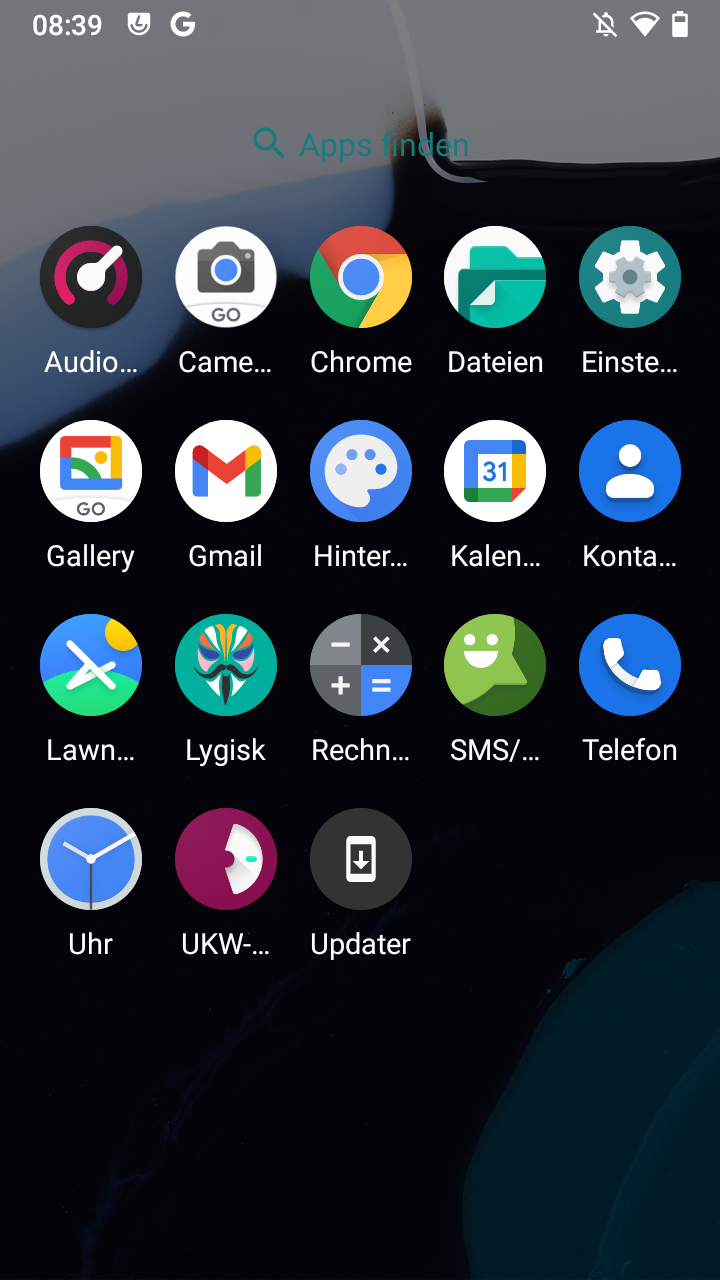 08:39
Apps finden
Audio…
Came…
Chrome
Dateien
Einste…
GO
GO
31
Gallery
Gmail
Hinter…
Kalen…
Konta…
Lawn…
Lygisk
Rechn…
SMS/…
Telefon
Uhr
UKW-…
Updater